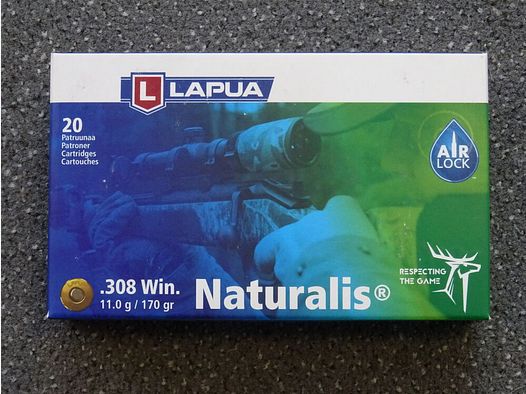 L LAPUA
20
Patruunaa
Patroner
Cartridges
Cartouches
AIR
LOCK
RESPECTING
THE GAME
.308 Win.
11.0 g / 170 gr
Naturalis®